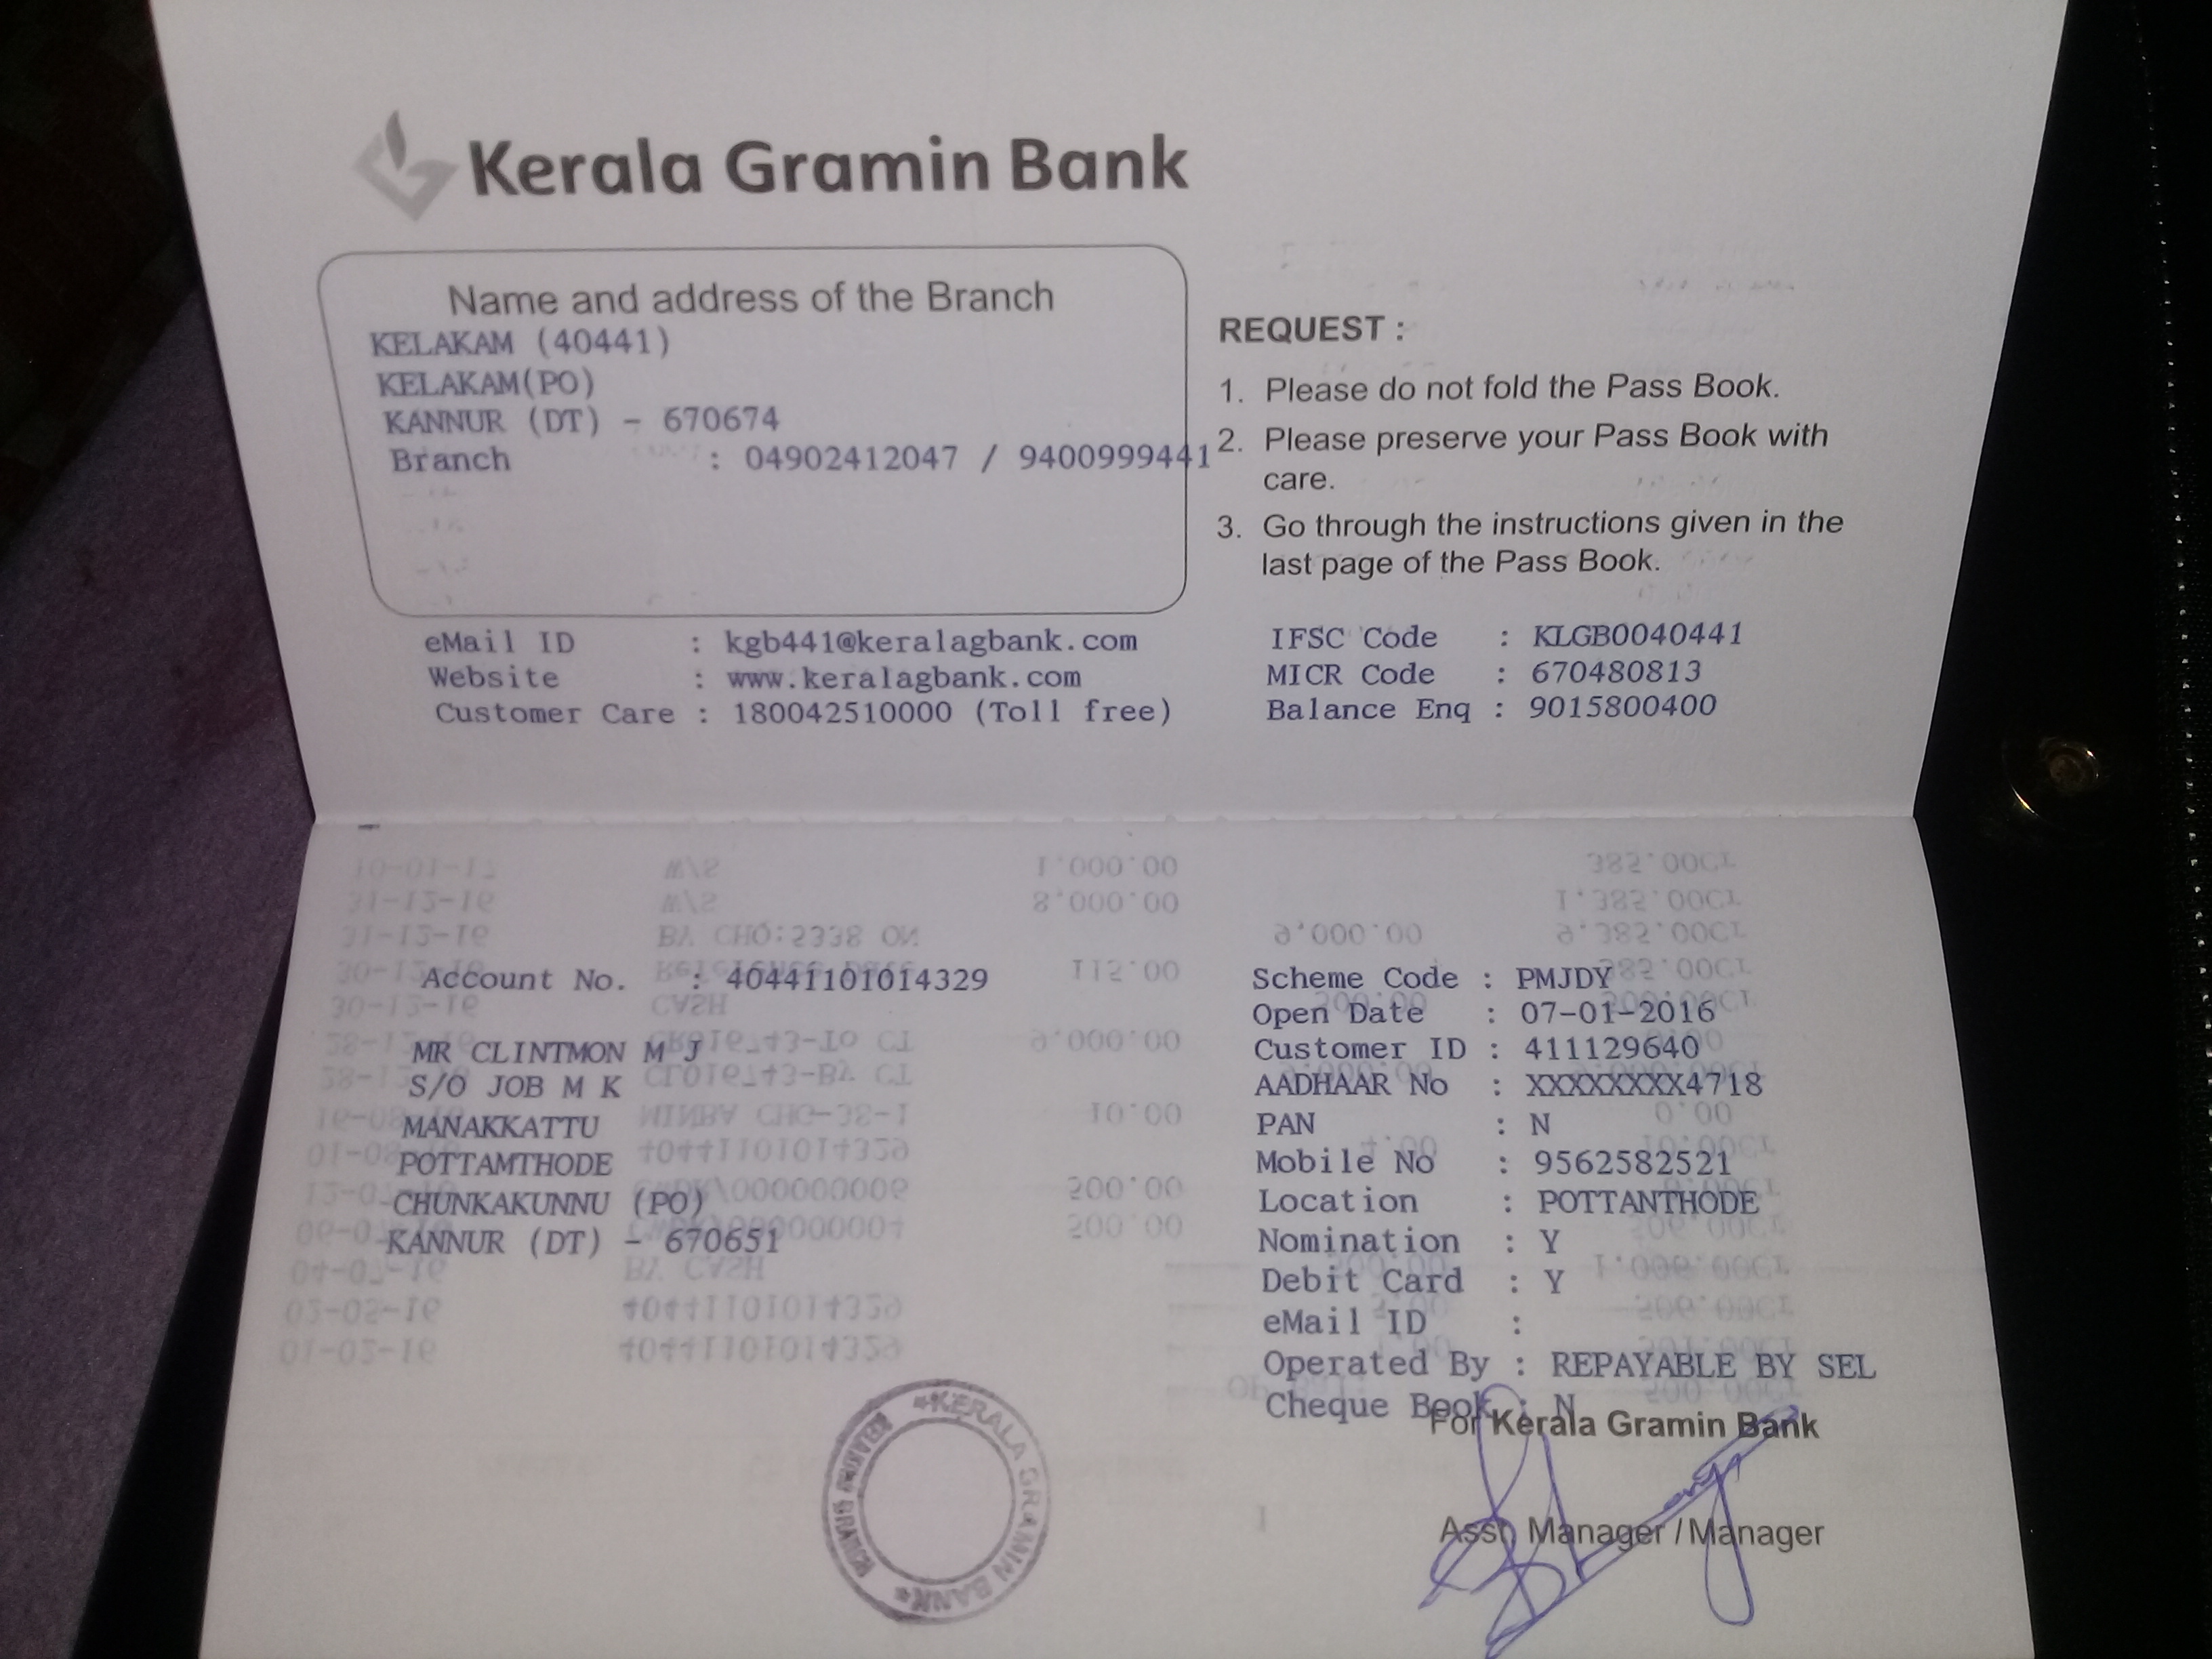 Kerala Gramin Bank
Name and address of the Branch
KELAKAM (40441)
KELAKAM(PO)
KANNUR (DT) - 670674
Branch : 04902412047 / 9400999441
REQUEST :
1. Please do not fold the Pass Book.
2. Please preserve your Pass Book with
care.
3. Go through the instructions given in the
last page of the Pass Book.
eMail ID : kgb441@keralagbank.com
Website : www.keralagbank.com
Customer Care : 180042510000 (Toll free)
IFSC Code : KLGB0040441
MICR Code : 670480813
Balance Enq : 9015800400
Account No. : 40441101014329
MR CLINTMON M J
S/O JOB M K
MANAKKATTU
POTTAMTHODE
CHUNKAKUNNU (PO)
KANNUR (DT) - 670651
Scheme Code : PMJDY
Open Date : 07-01-2016
Customer ID : 411129640
AADHAAR No : XXXXXXXX4718
PAN : N
Mobile No : 9562582521
Location : POTTANTHODE
Nomination : Y
Debit Card : Y
eMail ID :
Operated By : REPAYABLE BY SEL
Cheque Book : N
For Kerala Gramin Bank
Asst. Manager / Manager
*KERALA GRAMIN BANK*
KELAKAM BRANCH
1